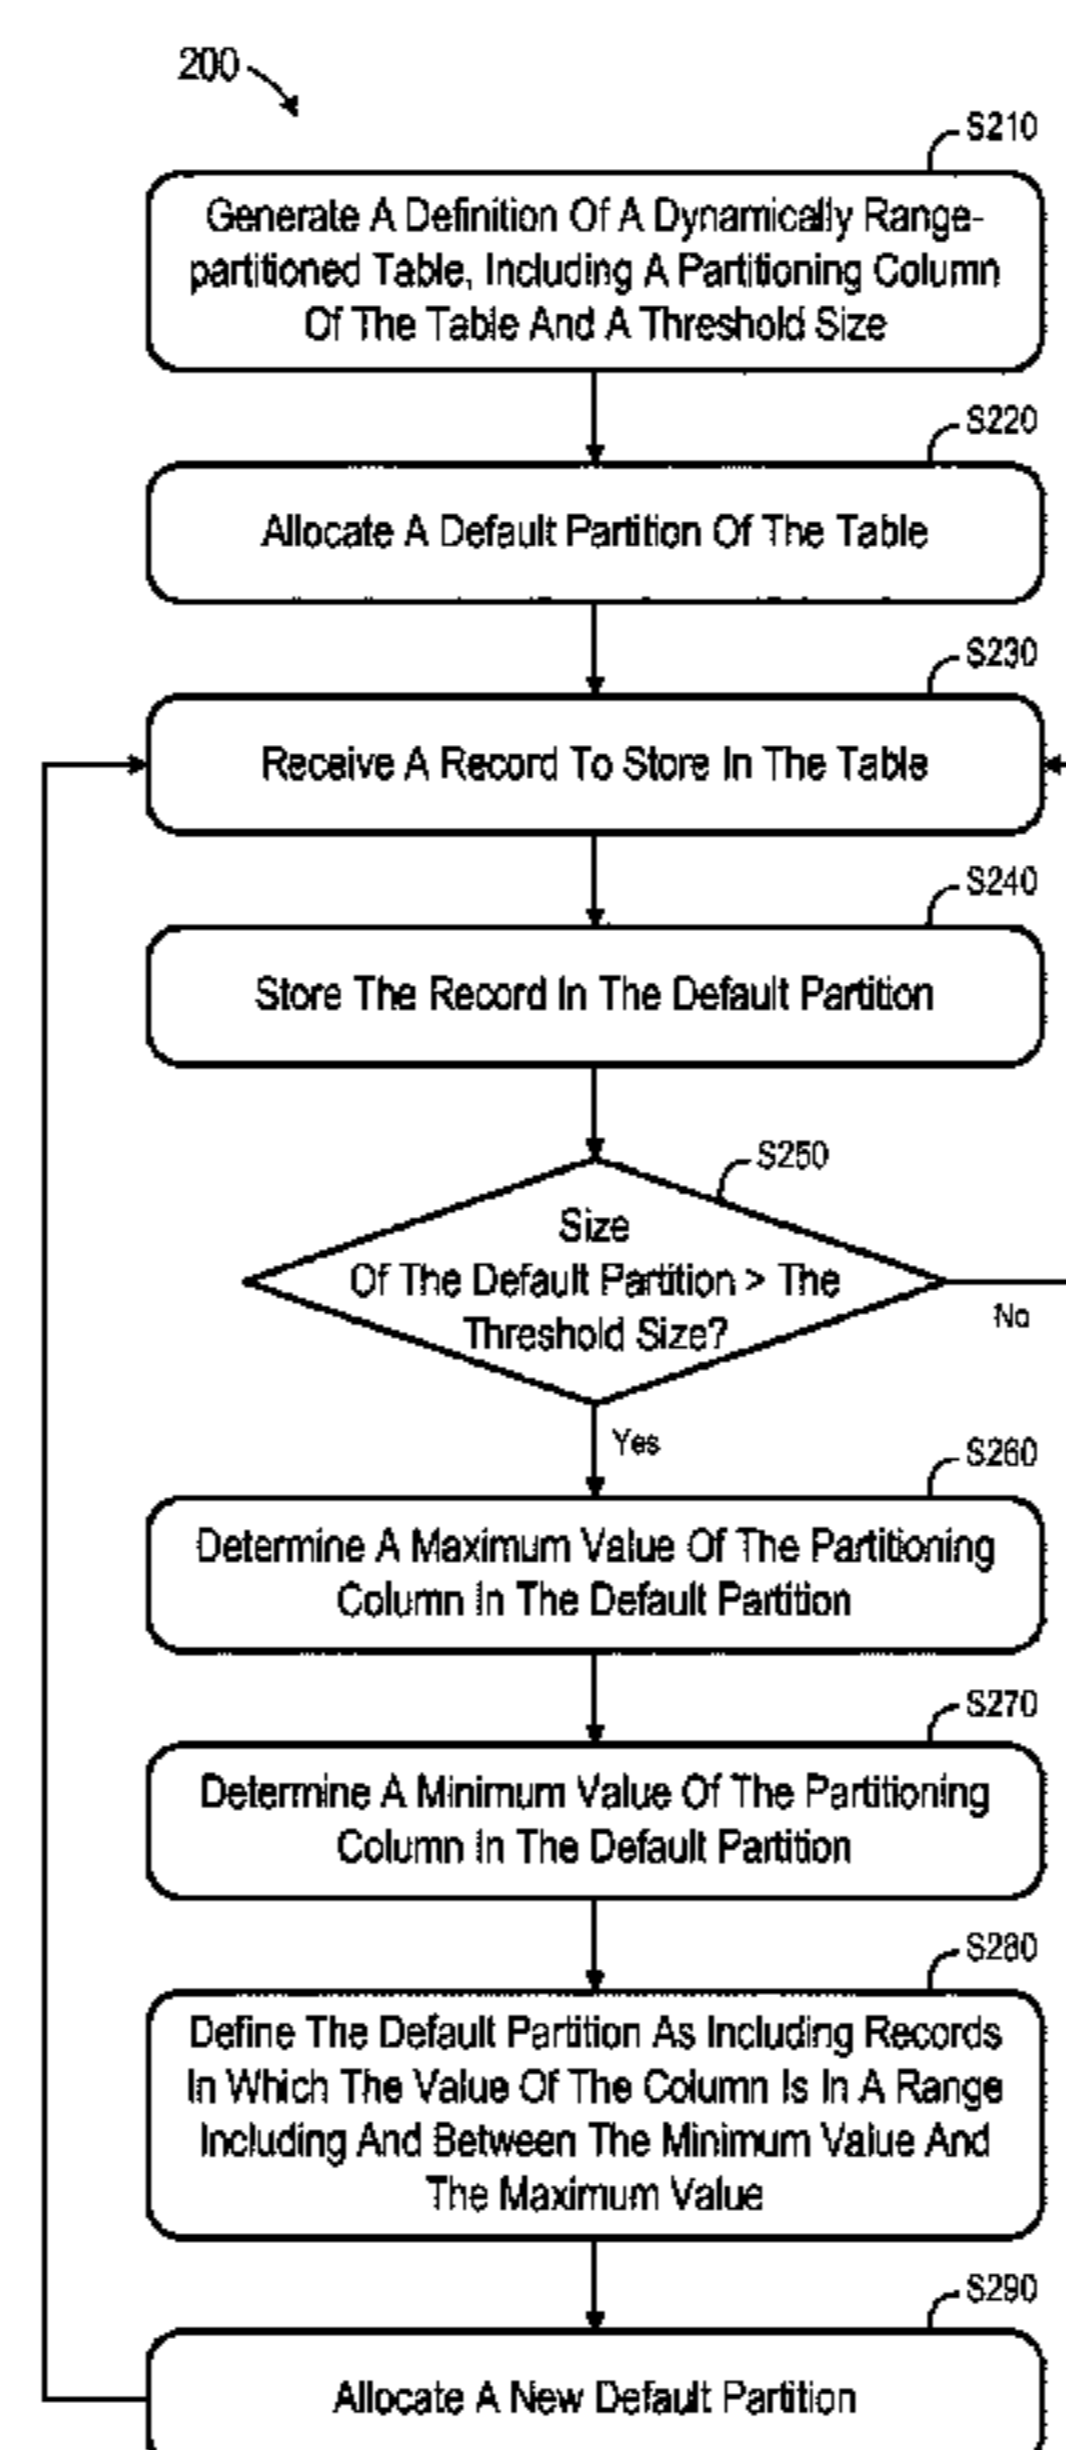 200
S210
Generate A Definition Of A Dynamically Range-
partitioned Table, Including A Partitioning Column
Of The Table And A Threshold Size
S220
Allocate A Default Partition Of The Table
S230
Receive A Record To Store In The Table
S240
Store The Record In The Default Partition
S250
Size
Of The Default Partition > The
Threshold Size?
No
Yes
S260
Determine A Maximum Value Of The Partitioning
Column In The Default Partition
S270
Determine A Minimum Value Of The Partitioning
Column In The Default Partition
S280
Define The Default Partition As Including Records
In Which The Value Of The Column Is In A Range
Including And Between The Minimum Value And
The Maximum Value
S290
Allocate A New Default Partition